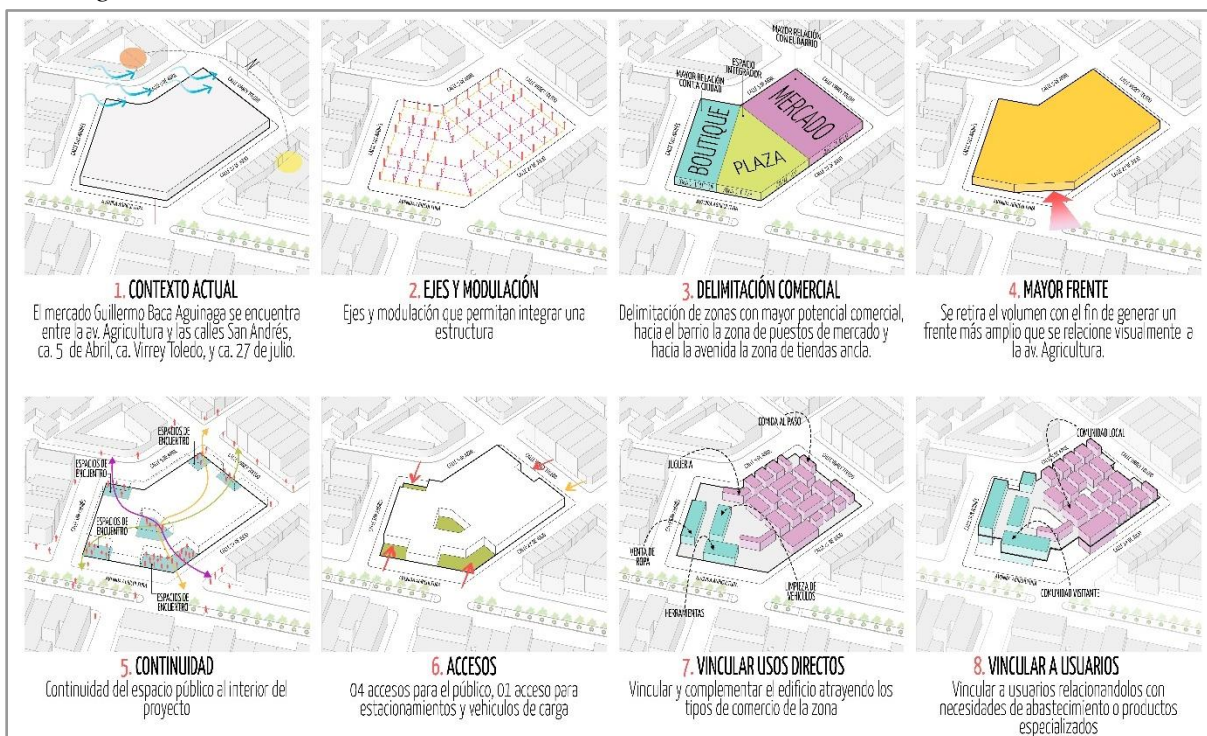 1. CONTEXTO ACTUAL
El mercado Guillermo Baca Aguinaga se encuentra
entre la av. Agricultura y las calles San Andrés,
ca. 5 de Abril, ca. Virrey Toledo, y ca. 27 de julio.
2. EJES Y MODULACIÓN
Ejes y modulación que permitan integrar una
estructura
MAYOR RELACIÓN
CON EL BARRIO
ESPACIO
INTEGRADOR
MAYOR RELACIÓN
CON LA CIUDAD
BOUTIQUE
PLAZA
MERCADO
3. DELIMITACIÓN COMERCIAL
Delimitación de zonas con mayor potencial comercial,
hacia el barrio la zona de puestos de mercado y
hacia la avenida la zona de tiendas ancla.
4. MAYOR FRENTE
Se retira el volumen con el fin de generar un
frente más amplio que se relacione visualmente a
la av. Agricultura.
ESPACIOS DE
ENCUENTRO
ESPACIOS DE
ENCUENTRO
ESPACIOS DE
ENCUENTRO
ESPACIOS DE
ENCUENTRO
5. CONTINUIDAD
Continuidad del espacio público al interior del
proyecto
6. ACCESOS
04 accesos para el público, 01 acceso para
estacionamientos y vehículos de carga
COMIDA AL PASO
JUGUERIA
VENTA DE
ROPA
LIMPIEZA DE
VEHICULOS
HERRAMIENTAS
7. VINCULAR USOS DIRECTOS
Vincular y complementar el edificio atrayendo los
tipos de comercio de la zona
COMUNIDAD LOCAL
COMUNIDAD VISITANTE
8. VINCULAR A USUARIOS
Vincular a usuarios relacionandolos con
necesidades de abastecimiento o productos
especializados